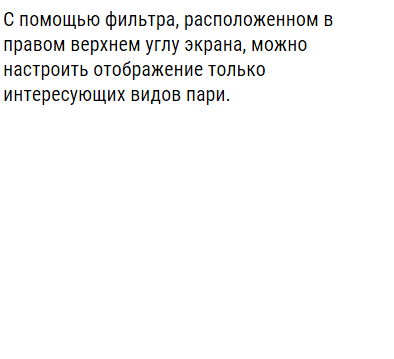 С помощью фильтра, расположенном в
правом верхнем углу экрана, можно
настроить отображение только
интересующих видов пари.